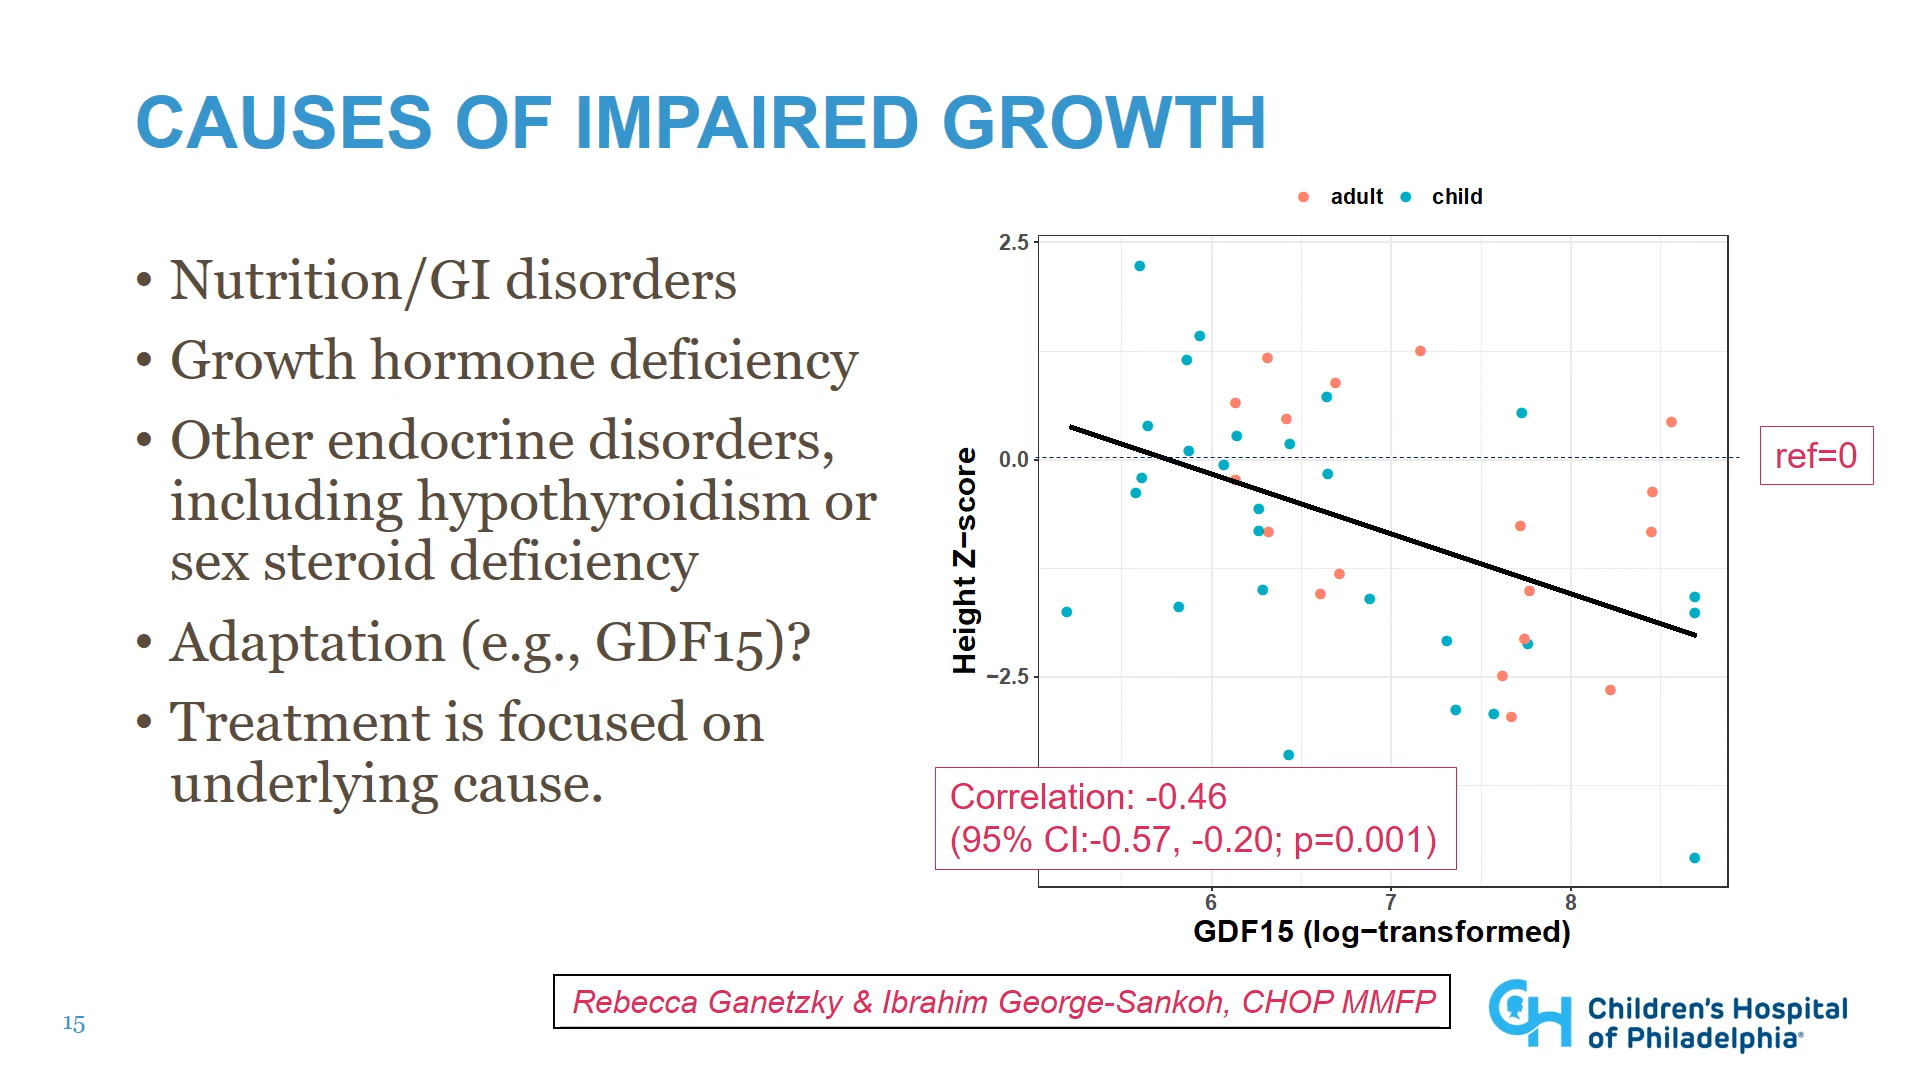 CAUSES OF IMPAIRED GROWTH
• Nutrition/GI disorders
• Growth hormone deficiency
• Other endocrine disorders,
including hypothyroidism or
sex steroid deficiency
• Adaptation (e.g., GDF15)?
• Treatment is focused on
underlying cause.
adult child
2.5
0.0
−2.5
Height Z−score
ref=0
Correlation: -0.46
(95% CI:-0.57, -0.20; p=0.001)
6 7 8
GDF15 (log−transformed)
Rebecca Ganetzky & Ibrahim George-Sankoh, CHOP MMFP
15
CH Children's Hospital
of Philadelphia®